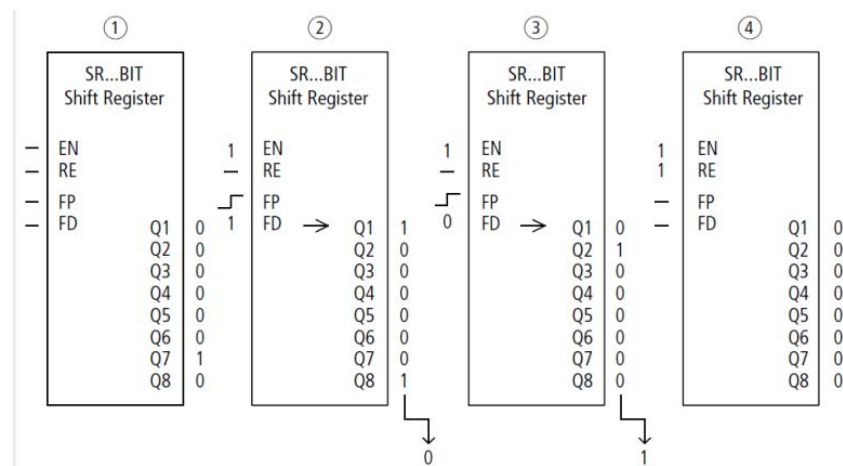 ① ② ③ ④
SR...BIT SR...BIT SR...BIT SR...BIT
Shift Register Shift Register Shift Register Shift Register
– EN 1 EN 1 EN 1 EN
– RE – RE – RE 1 RE
– FP FP FP – FP
– FD 1 FD → 0 FD → – FD
Q1 0 Q1 1 Q1 0 Q1 0
Q2 0 Q2 0 Q2 1 Q2 0
Q3 0 Q3 0 Q3 0 Q3 0
Q4 0 Q4 0 Q4 0 Q4 0
Q5 0 Q5 0 Q5 0 Q5 0
Q6 0 Q6 0 Q6 0 Q6 0
Q7 1 Q7 0 Q7 0 Q7 0
Q8 0 Q8 1 Q8 0 Q8 0
0 1